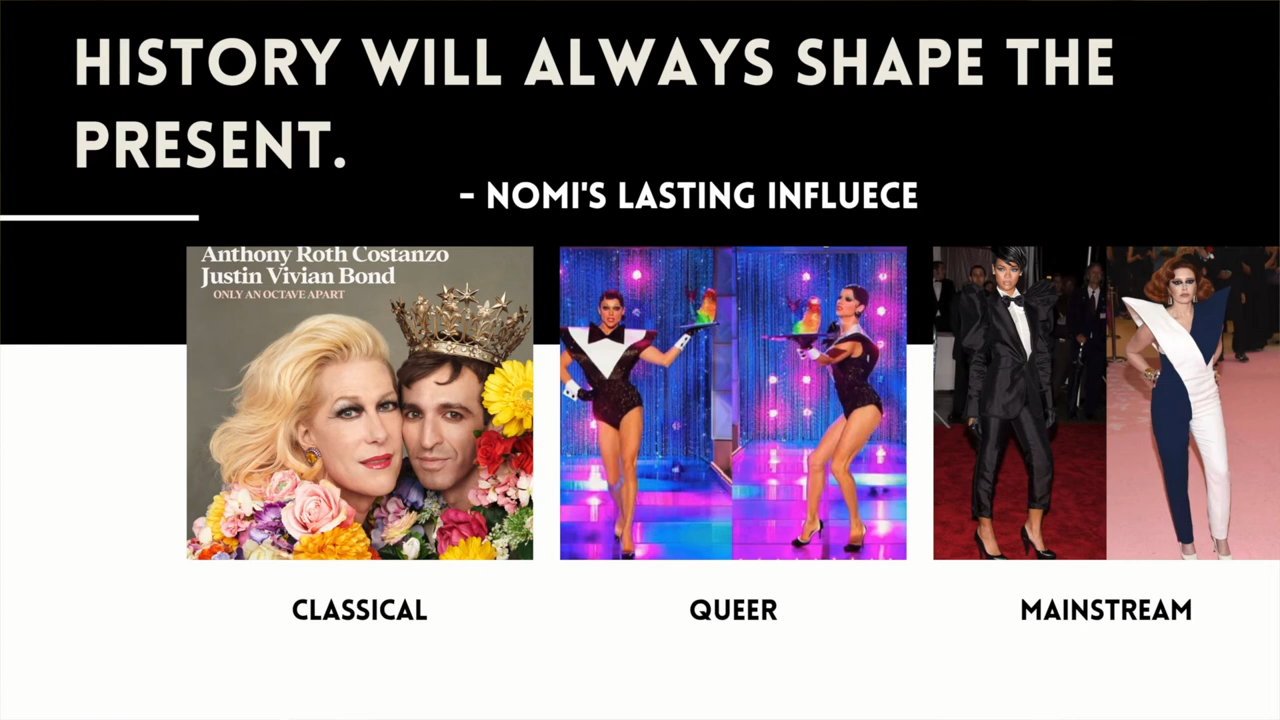 HISTORY WILL ALWAYS SHAPE THE
PRESENT.
- NOMI'S LASTING INFLUECE
Anthony Roth Costanzo
Justin Vivian Bond
ONLY AN OCTAVE APART
CLASSICAL
QUEER
MAINSTREAM